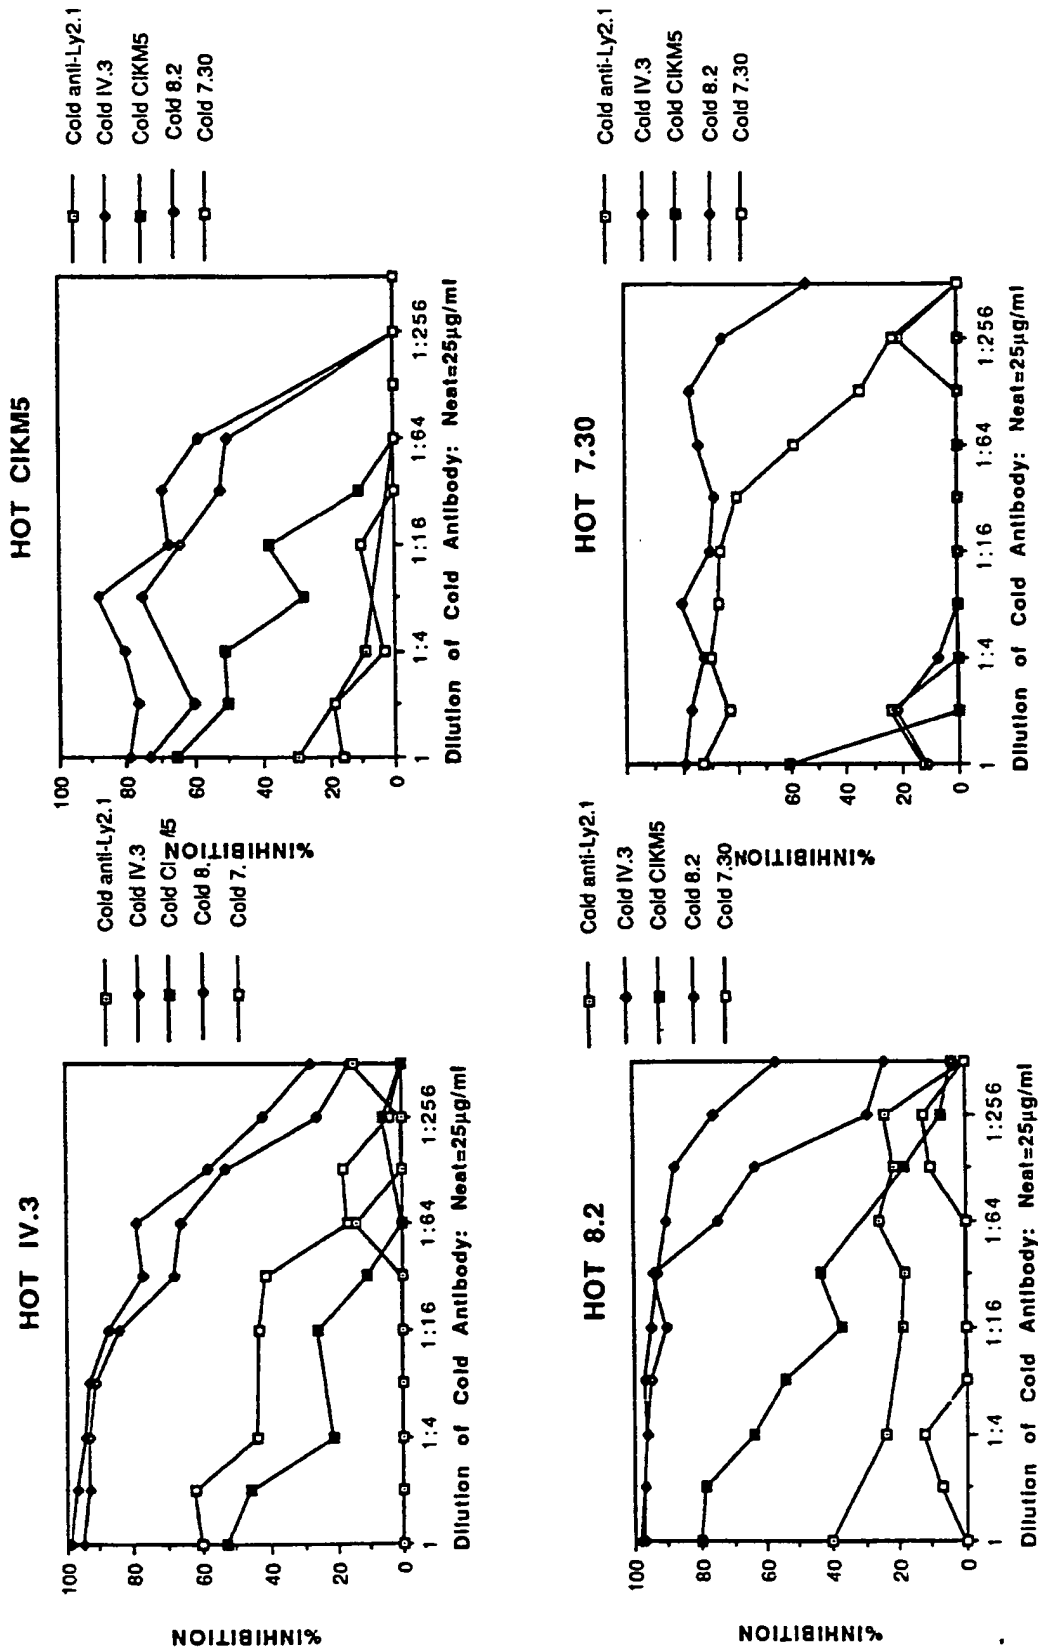 HOT IV.3
%INHIBITION
100
80
60
40
20
0
1
1:4
1:16
1:64
1:256
Dilution of Cold Antibody: Neat=25µg/ml
Cold anti-Ly2.1
Cold IV.3
Cold
Cold 8.
Cold 7.
HOT CIKM5
%INHIBITION
100
80
60
40
20
0
1
1:4
1:16
1:64
1:256
Dilution of Cold Antibody: Neat=25µg/ml
Cold anti-Ly2.1
Cold IV.3
Cold CIKM5
Cold 8.2
Cold 7.30
HOT 8.2
%INHIBITION
100
80
60
40
20
0
1
1:4
1:16
1:64
1:256
Dilution of Cold Antibody: Neat=25µg/ml
Cold anti-Ly2.1
Cold IV.3
Cold CIKM5
Cold 8.2
Cold 7.30
HOT 7.30
%INHIBITION
60
40
20
0
1
1:4
1:16
1:64
1:256
Dilution of Cold Antibody: Neat=25µg/ml
Cold anti-Ly2.1
Cold IV.3
Cold CIKM5
Cold 8.2
Cold 7.30